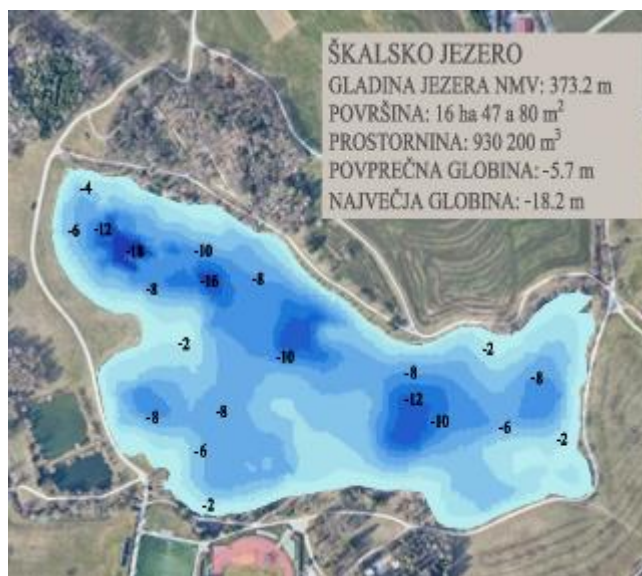 ŠKALSKO JEZERO
GLADINA JEZERA NMV: 373.2 m
POVRŠINA: 16 ha 47 a 80 m²
PROSTORNINA: 930 200 m³
POVPREČNA GLOBINA: -5.7 m
NAJVEČJA GLOBINA: -18.2 m
-4
-6 -12
-18 -10
-8 -16 -8
-2 -10 -2
-8 -8
-12
-8 -8 -10 -6
-6 -2
-2